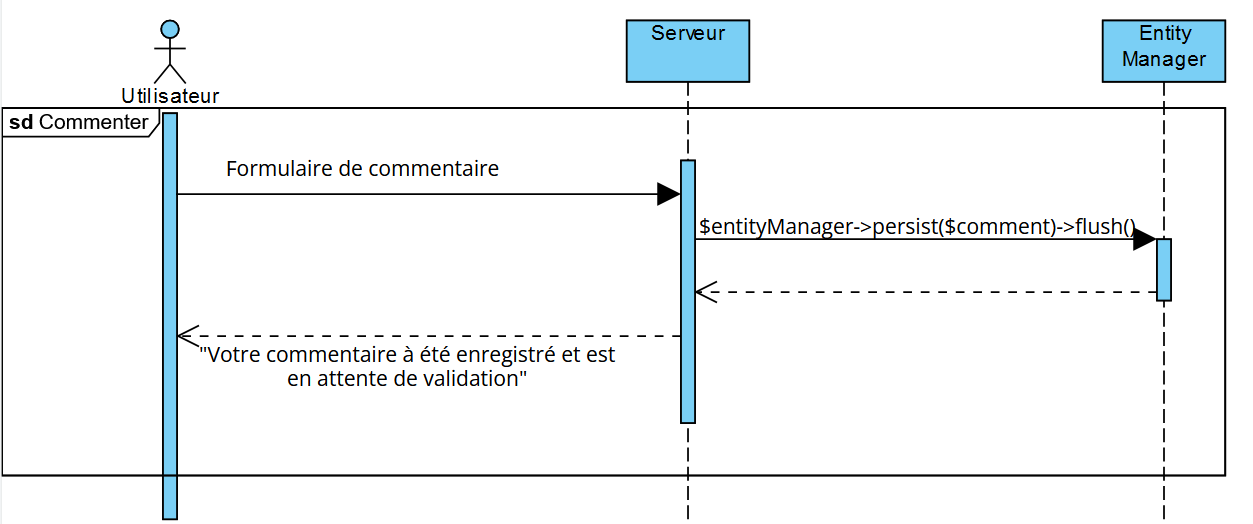 Serveur
Entity
Manager
Utilisateur
sd Commenter
Formulaire de commentaire
$entityManager->persist($comment)->flush()
"Votre commentaire à été enregistré et est
en attente de validation"